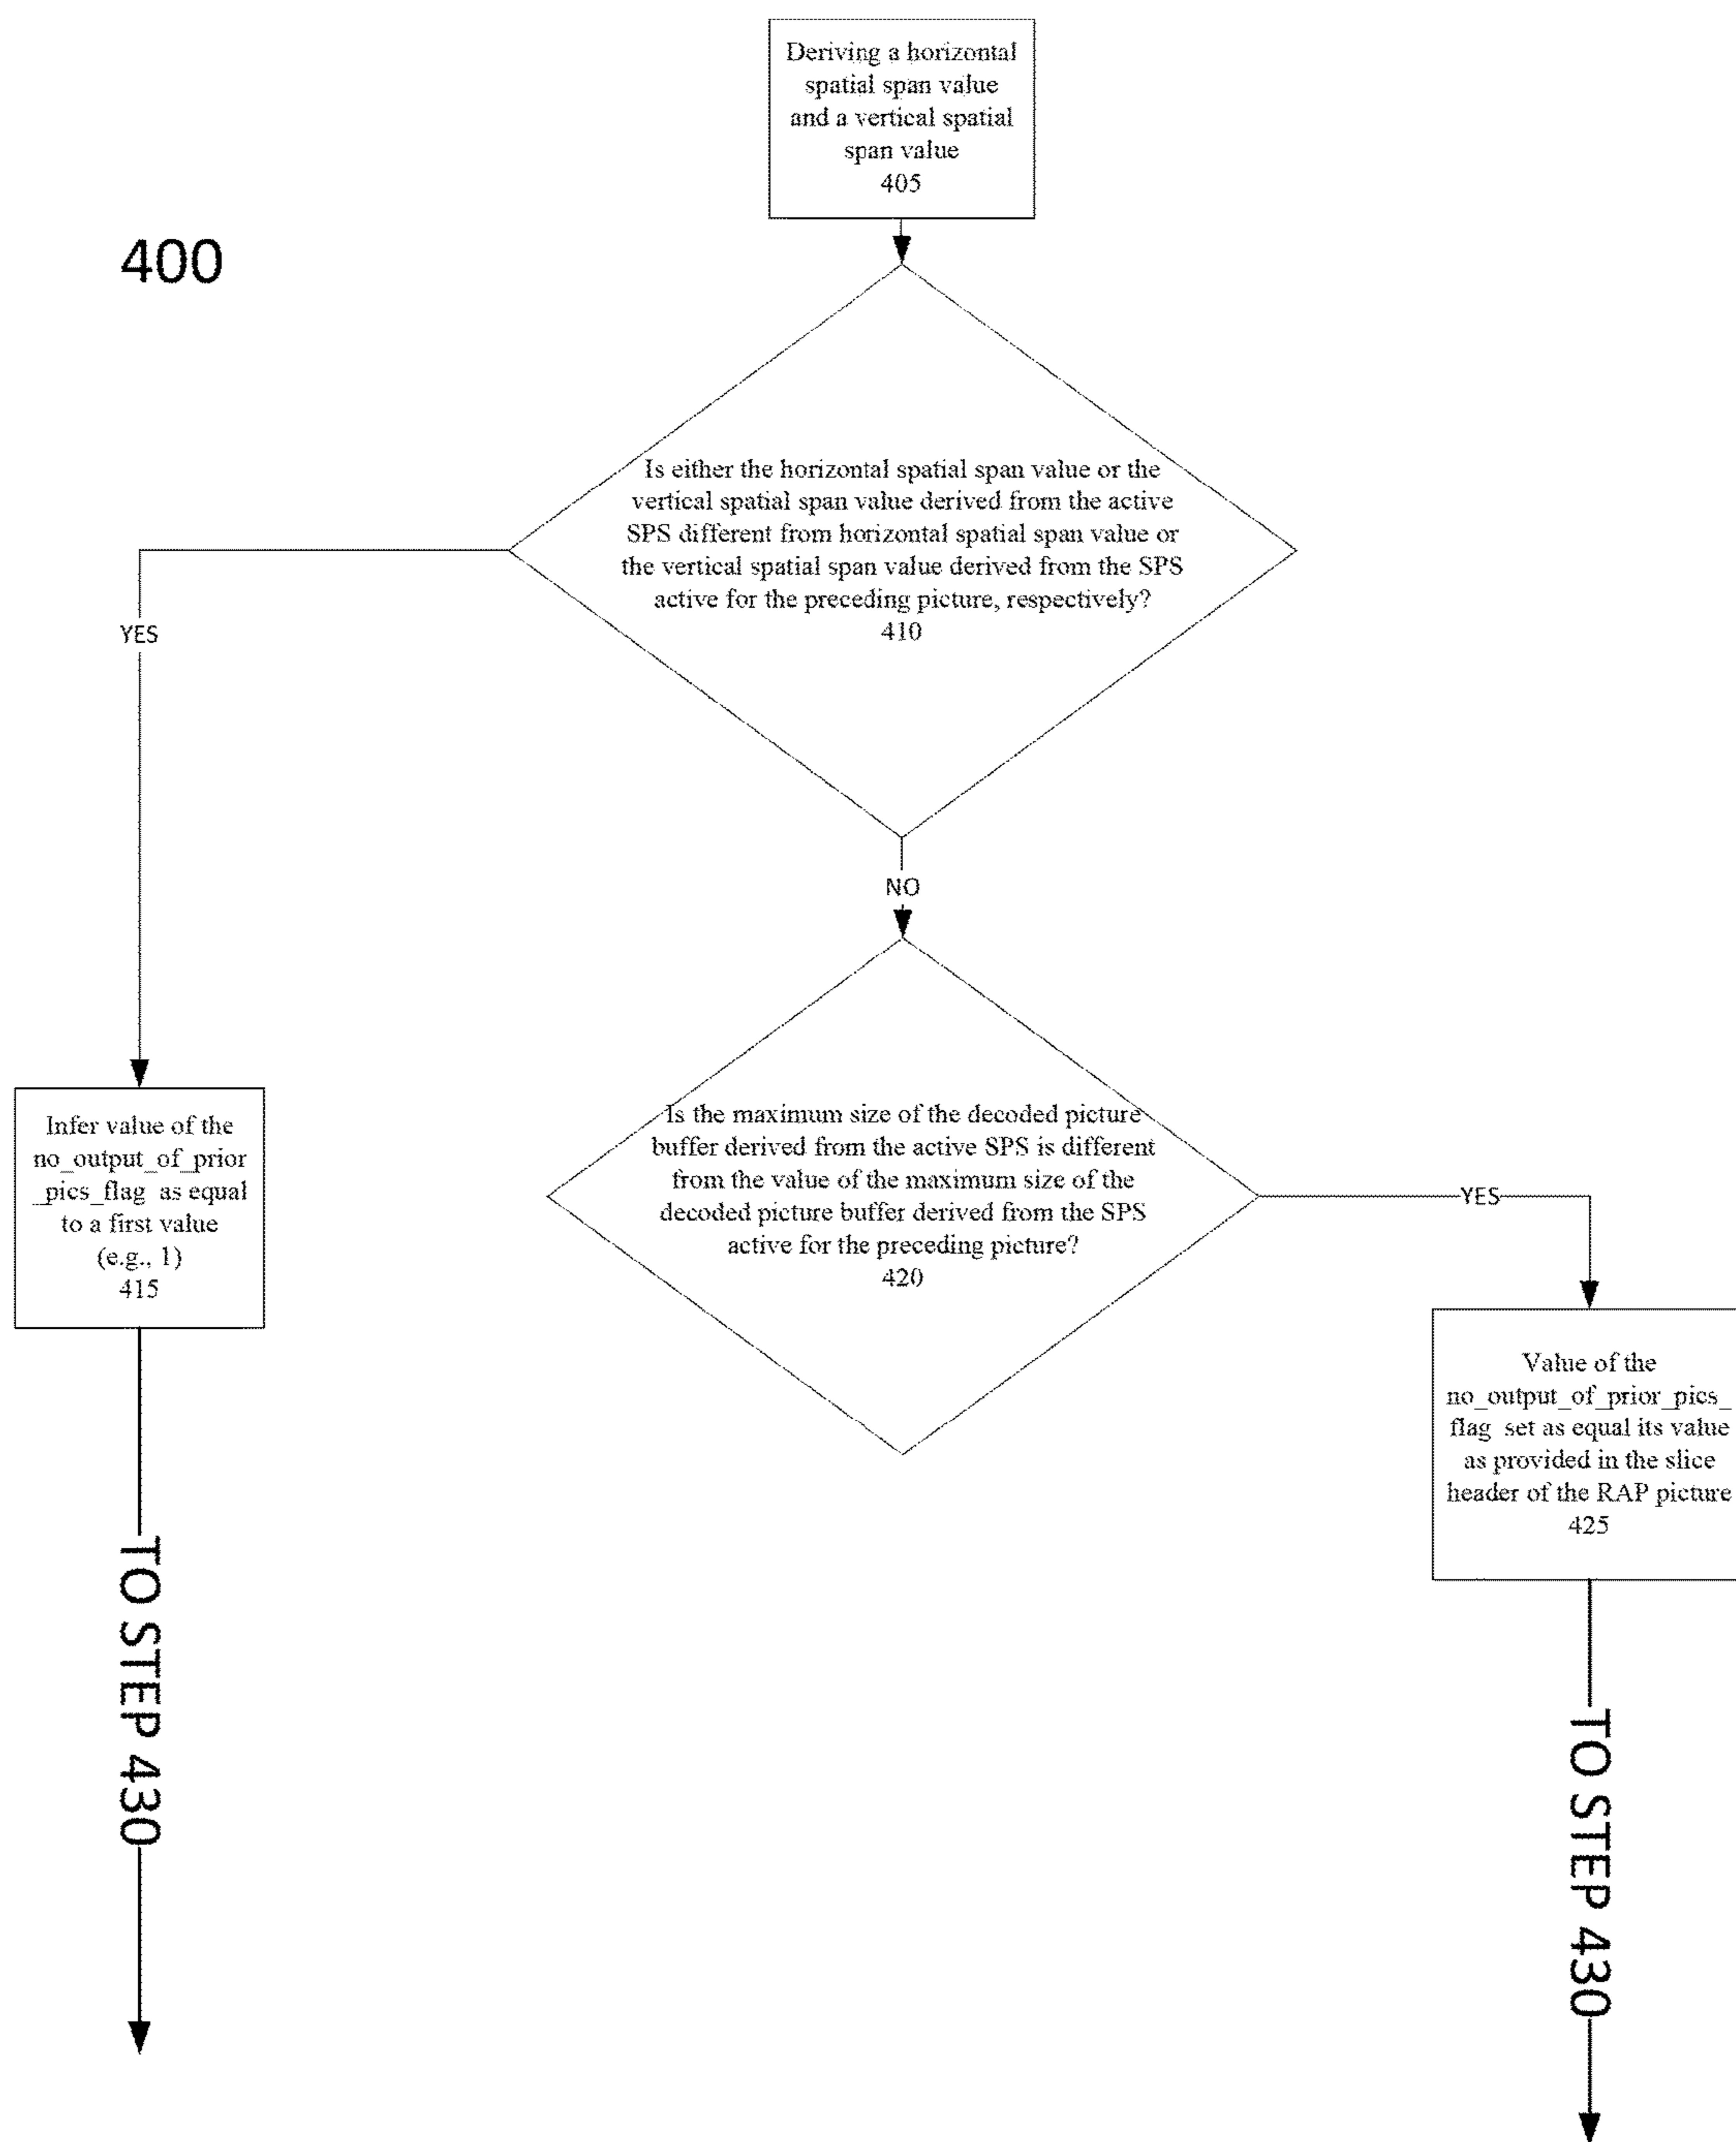 Deriving a horizontal
spatial span value
and a vertical spatial
span value
405
400
Is either the horizontal spatial span value or the
vertical spatial span value derived from the active
SPS different from horizontal spatial span value or
the vertical spatial span value derived from the SPS
active for the preceding picture, respectively?
410
YES
NO
Infer value of the
no_output_of_prior
_pics_flag as equal
to a first value
(e.g., 1)
415
Is the maximum size of the decoded picture
buffer derived from the active SPS is different
from the value of the maximum size of the
decoded picture buffer derived from the SPS
active for the preceding picture?
420
YES
Value of the
no_output_of_prior_pics_
flag set as equal its value
as provided in the slice
header of the RAP picture
425
TO STEP 430
TO STEP 430